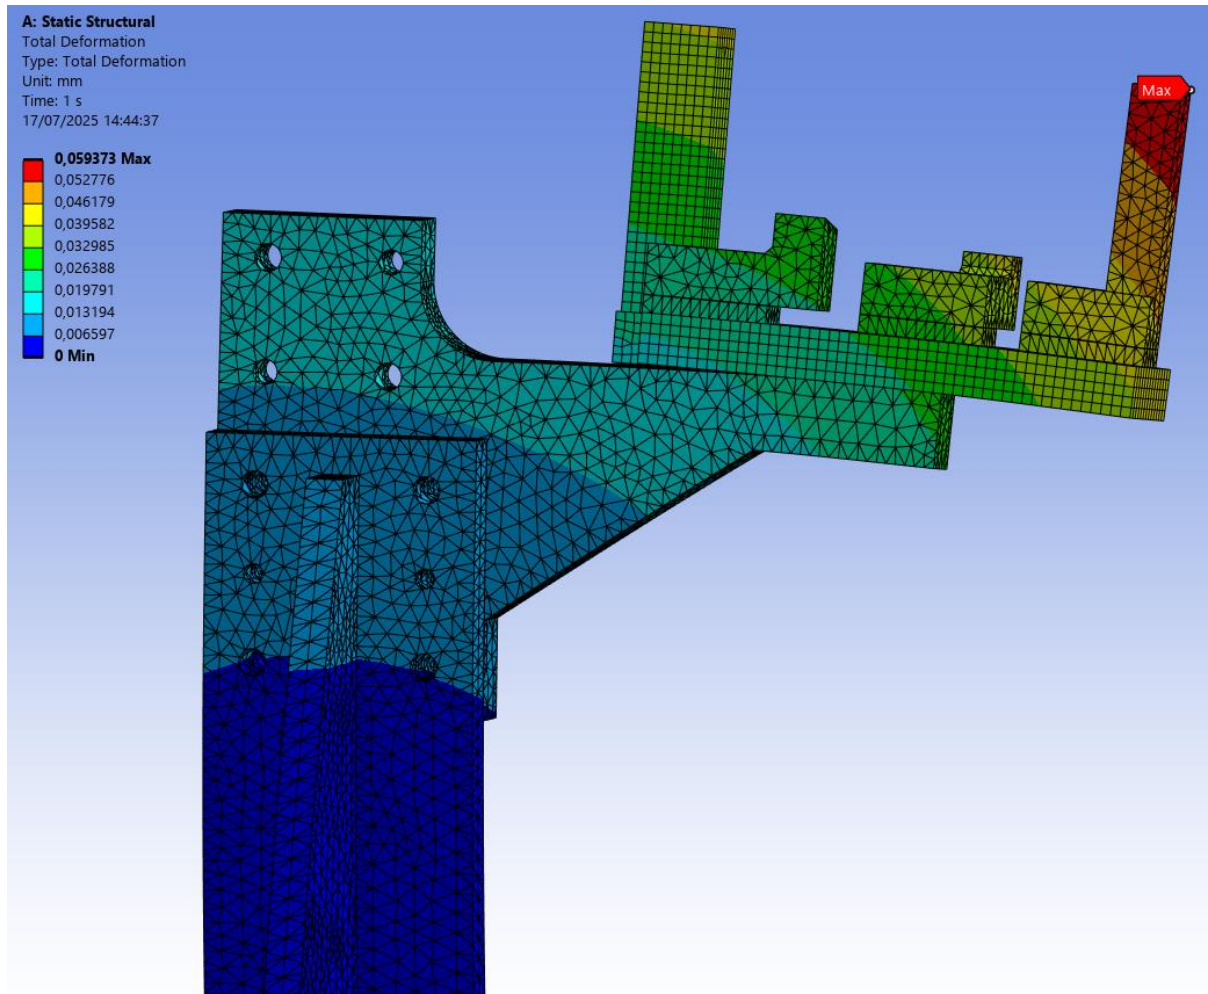 A: Static Structural
Total Deformation
Type: Total Deformation
Unit: mm
Time: 1 s
17/07/2025 14:44:37
0,059373 Max
0,052776
0,046179
0,039582
0,032985
0,026388
0,019791
0,013194
0,006597
0 Min
Max